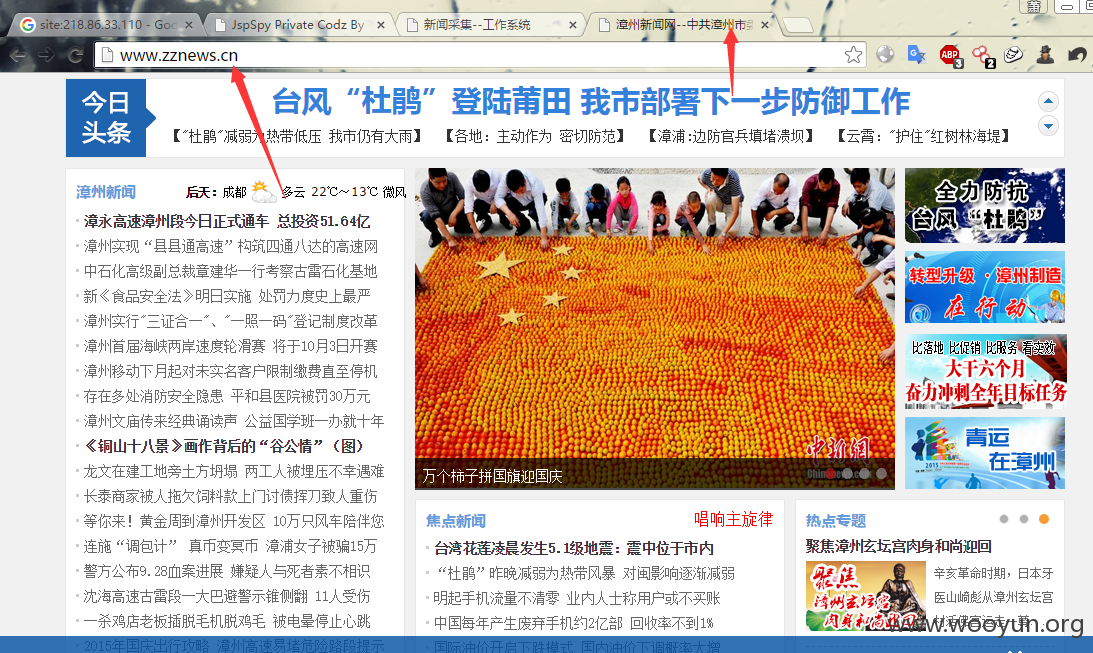 site:218.86.33.110 - Goo
JspSpy Private Codz By
新闻采集--工作系统
漳州新闻网--中共漳州市
www.zznews.cn
今日
头条
台风“杜鹃”登陆莆田 我市部署下一步防御工作
【"杜鹃"减弱为热带低压 我市仍有大雨】
【各地：主动作为 密切防范】
【漳浦:边防官兵填堵溃坝】
【云霄："护住"红树林海堤】
漳州新闻
后天：成都 多云 22℃～13℃ 微风
漳永高速漳州段今日正式通车 总投资51.64亿
漳州实现“县县通高速”构筑四通八达的高速网
中石化高级副总裁章建华一行考察古雷石化基地
新《食品安全法》明日实施 处罚力度史上最严
漳州实行"三证合一"、"一照一码"登记制度改革
漳州首届海峡两岸速度轮滑赛 将于10月3日开赛
漳州移动下月起对未实名客户限制缴费直至停机
存在多处消防安全隐患 平和县医院被罚30万元
漳州文庙传来经典诵读声 公益国学班一办就十年
《铜山十八景》画作背后的“谷公情”（图）
龙文在建工地旁土方坍塌 两工人被埋压不幸遇难
长泰商家被人拖欠饲料款上门讨债挥刀致人重伤
等你来！黄金周到漳州开发区 10万只风车陪伴您
连施“调包计” 真币变冥币 漳浦女子被骗15万
警方公布9.28血案进展 嫌疑人与死者素不相识
沈海高速古雷段一大巴避警示锥侧翻 11人受伤
一杀鸡店老板插脱毛机脱鸡毛 被电晕停止心跳
2015年国庆出行攻略 漳州高速易堵危险路段提示
中新网
万个柿子拼国旗迎国庆
全力防抗
台风“杜鹃”
转型升级·漳州制造
在行动
比落地 比促销 比服务 看实效
大干六个月
奋力冲刺全年目标任务
青运
在漳州
2015
焦点新闻
唱响主旋律
台湾花莲凌晨发生5.1级地震：震中位于市内
“杜鹃”昨晚减弱为热带风暴 对闽影响逐渐减弱
明起手机流量不清零 业内人士称用户或不买账
中国每年产生废弃手机约2亿部 回收率不到1%
国际油价开启下跌模式 国内油价下调概率大增
热点专题
聚焦漳州玄坛宫肉身和尚迎回
聚焦
漳州玄坛宫
肉身和尚迎回
辛亥革命时期，日本牙
医山崎彪从漳州玄坛宫
www.wooyun.org